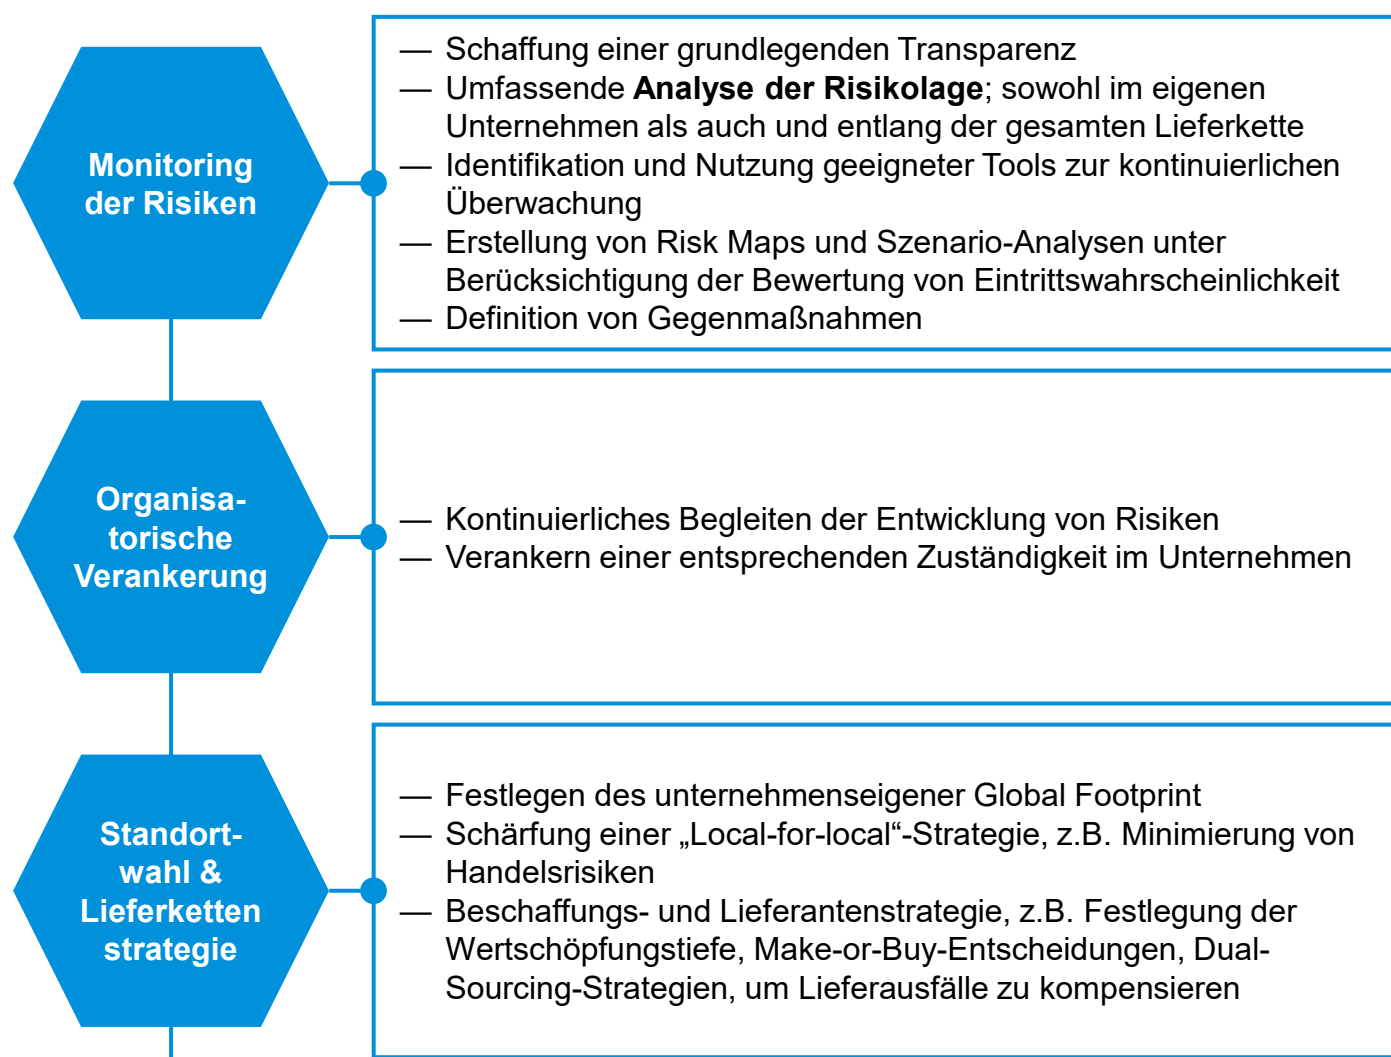 Monitoring
der Risiken
— Schaffung einer grundlegenden Transparenz
— Umfassende Analyse der Risikolage; sowohl im eigenen
Unternehmen als auch und entlang der gesamten Lieferkette
— Identifikation und Nutzung geeigneter Tools zur kontinuierlichen
Überwachung
— Erstellung von Risk Maps und Szenario-Analysen unter
Berücksichtigung der Bewertung von Eintrittswahrscheinlichkeit
— Definition von Gegenmaßnahmen
Organisa-
torische
Verankerung
— Kontinuierliches Begleiten der Entwicklung von Risiken
— Verankern einer entsprechenden Zuständigkeit im Unternehmen
Standort-
wahl &
Lieferketten
strategie
— Festlegen des unternehmenseigener Global Footprint
— Schärfung einer „Local-for-local“-Strategie, z.B. Minimierung von
Handelsrisiken
— Beschaffungs- und Lieferantenstrategie, z.B. Festlegung der
Wertschöpfungstiefe, Make-or-Buy-Entscheidungen, Dual-
Sourcing-Strategien, um Lieferausfälle zu kompensieren